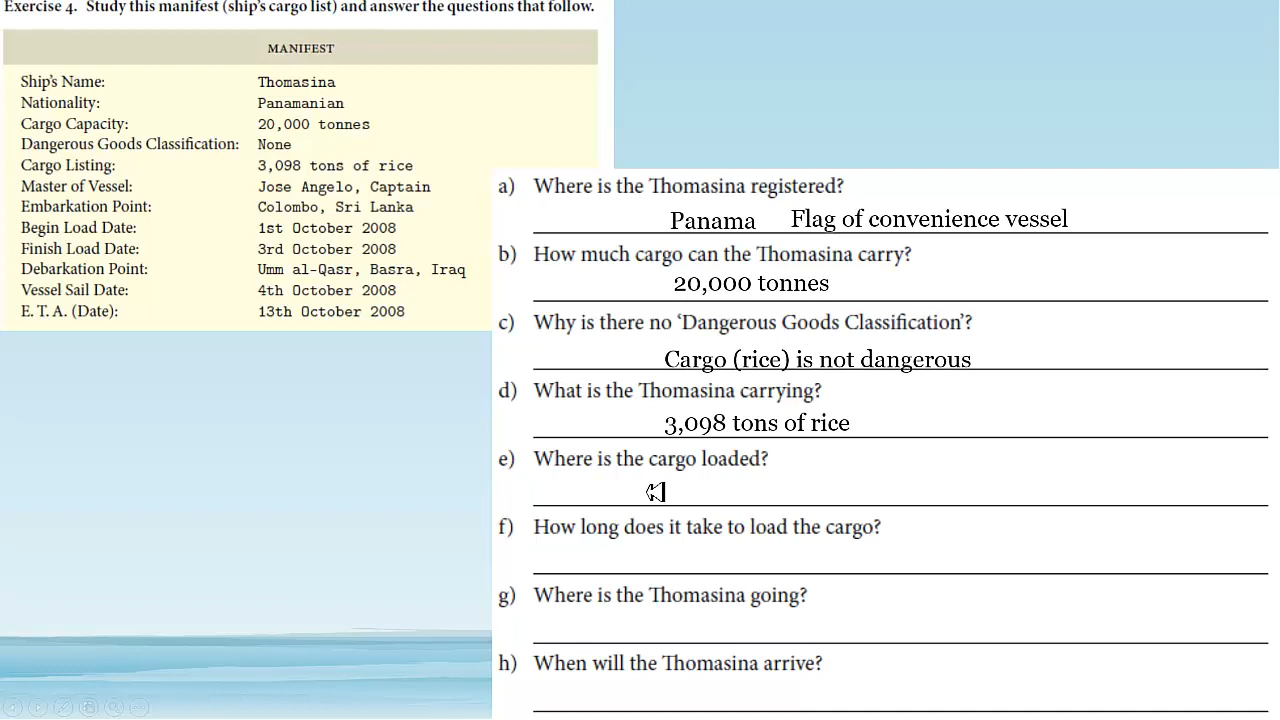 Exercise 4. Study this manifest (ship's cargo list) and answer the questions that follow.
MANIFEST
Ship's Name: Thomasina
Nationality: Panamanian
Cargo Capacity: 20,000 tonnes
Dangerous Goods Classification: None
Cargo Listing: 3,098 tons of rice
Master of Vessel: Jose Angelo, Captain
Embarkation Point: Colombo, Sri Lanka
Begin Load Date: 1st October 2008
Finish Load Date: 3rd October 2008
Debarkation Point: Umm al-Qasr, Basra, Iraq
Vessel Sail Date: 4th October 2008
E. T. A. (Date): 13th October 2008
a) Where is the Thomasina registered?
Panama Flag of convenience vessel
b) How much cargo can the Thomasina carry?
20,000 tonnes
c) Why is there no ‘Dangerous Goods Classification’?
Cargo (rice) is not dangerous
d) What is the Thomasina carrying?
3,098 tons of rice
e) Where is the cargo loaded?
f) How long does it take to load the cargo?
g) Where is the Thomasina going?
h) When will the Thomasina arrive?